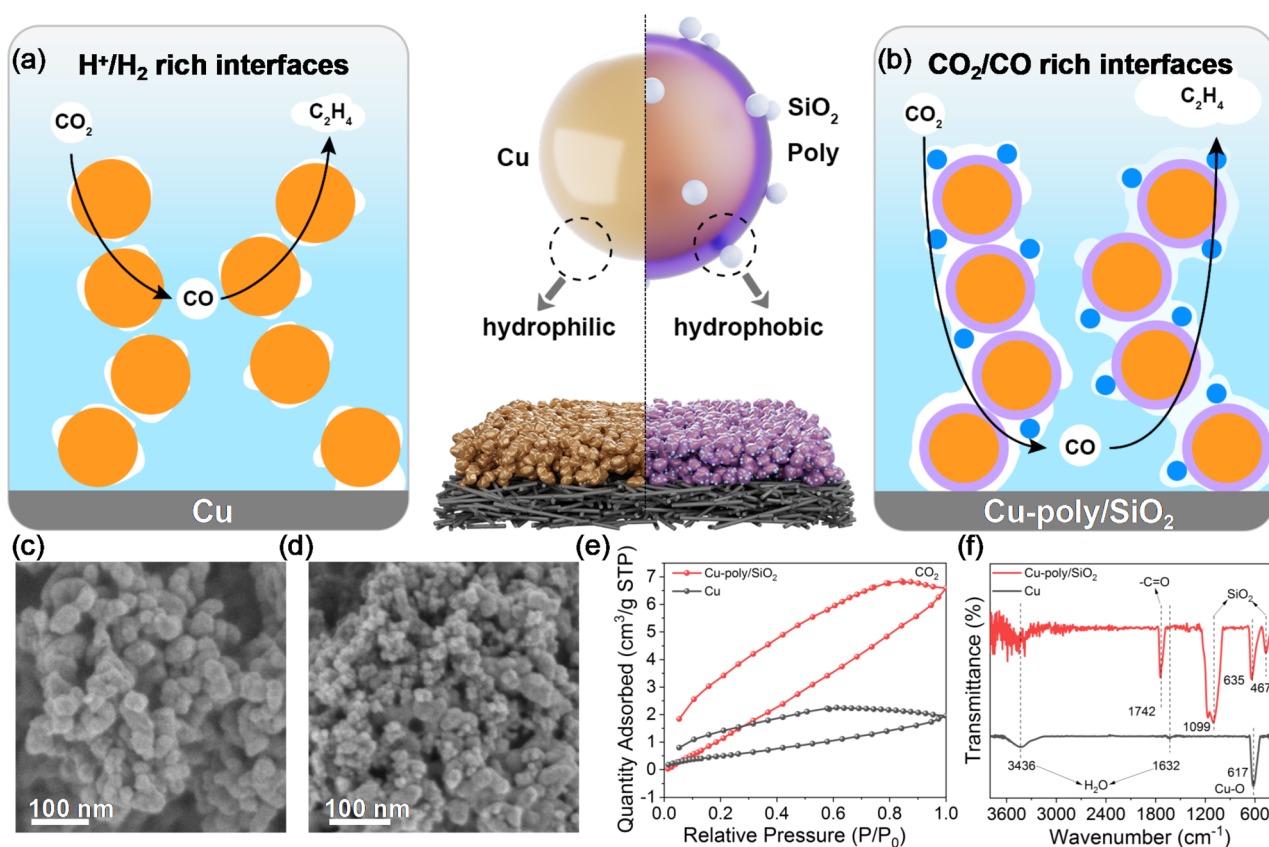 (a)
H⁺/H₂ rich interfaces
CO₂
C₂H₄
CO
Cu
Cu
SiO₂
Poly
hydrophilic
hydrophobic
(b)
CO₂/CO rich interfaces
CO₂
C₂H₄
CO
Cu-poly/SiO₂
(c)
100 nm
(d)
100 nm
(e)
Quantity Adsorbed (cm³/g STP)
7
6
5
4
3
2
1
0
-1
Cu-poly/SiO₂
Cu
CO₂
0.0 0.2 0.4 0.6 0.8 1.0
Relative Pressure (P/P₀)
(f)
Transmittance (%)
Cu-poly/SiO₂
Cu
-C=O
SiO₂
1742
1099
635
467
3436
1632
H₂O
617
Cu-O
3600 3000 2400 1800 1200 600
Wavenumber (cm⁻¹)